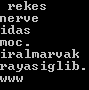 rekes
nerve
idas
moc.
iralmarvak
rayasiglib.
www